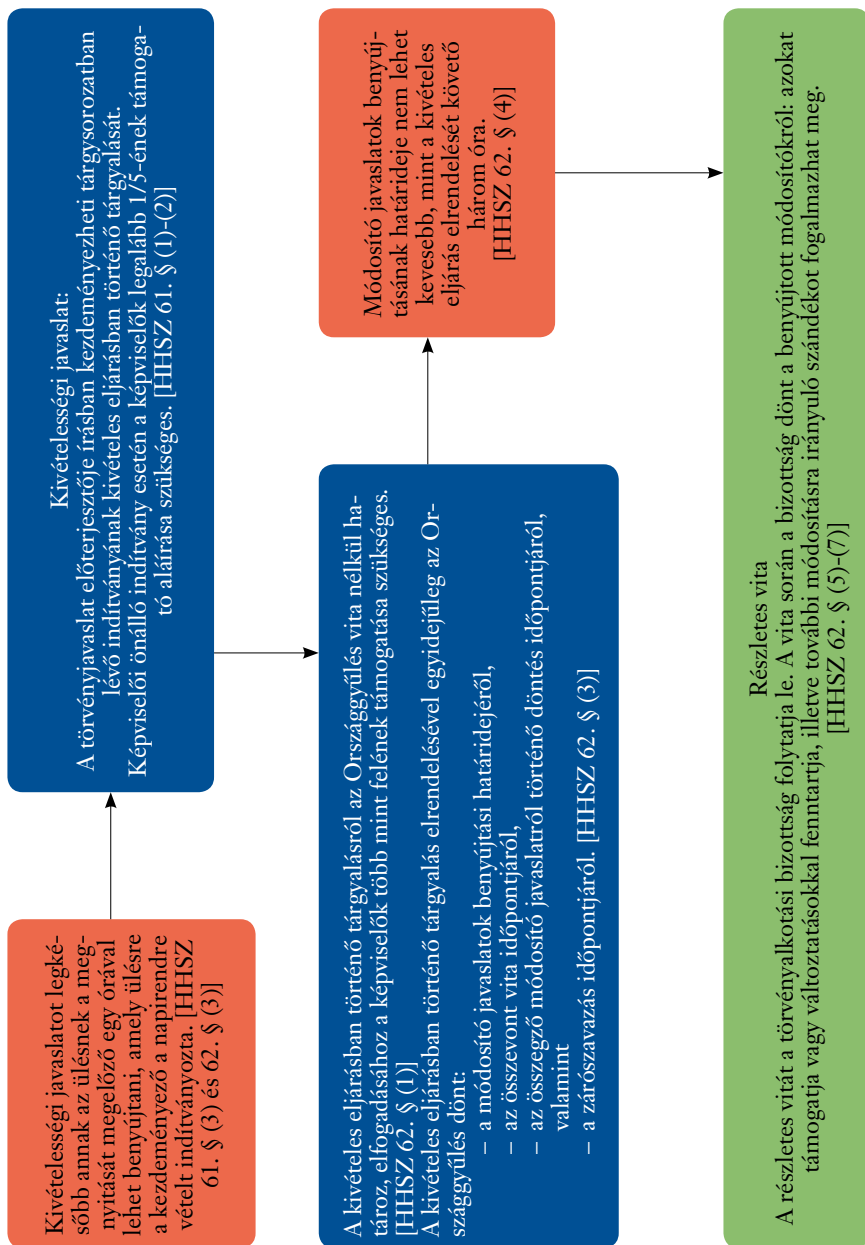 Kivételességi javaslatot legké-
sőbb annak az ülésnek a meg-
nyitását megelőző egy órával
lehet benyújtani, amely ülésre
a kezdeményező a napirendre
vételt indítványozta. [HHSZ
61. § (3) és 62. § (3)]
Kivételességi javaslat:
A törvényjavaslat előterjesztője írásban kezdeményezheti tárgysorozatban
lévő indítványának kivételes eljárásban történő tárgyalását.
Képviselői önálló indítvány esetén a képviselők legalább 1/5-ének támoga-
tó aláírása szükséges. [HHSZ 61. § (1)-(2)]
A kivételes eljárásban történő tárgyalásról az Országgyűlés vita nélkül ha-
tároz, elfogadásához a képviselők több mint felének támogatása szükséges.
[HHSZ 62. § (1)]
A kivételes eljárásban történő tárgyalás elrendelésével egyidejűleg az Or-
szággyűlés dönt:
– a módosító javaslatok benyújtási határidejéről,
– az összevont vita időpontjáról,
– az összegző módosító javaslatról történő döntés időpontjáról,
valamint
– a zárószavazás időpontjáról. [HHSZ 62. § (3)]
Módosító javaslatok benyúj-
tásának határideje nem lehet
kevesebb, mint a kivételes
eljárás elrendelését követő
három óra.
[HHSZ 62. § (4)]
Részletes vita
A részletes vitát a törvényalkotási bizottság folytatja le. A vita során a bizottság dönt a benyújtott módosítókról: azokat
támogatja vagy változtatásokkal fenntartja, illetve további módosításra irányuló szándékot fogalmazhat meg.
[HHSZ 62. § (5)-(7)]